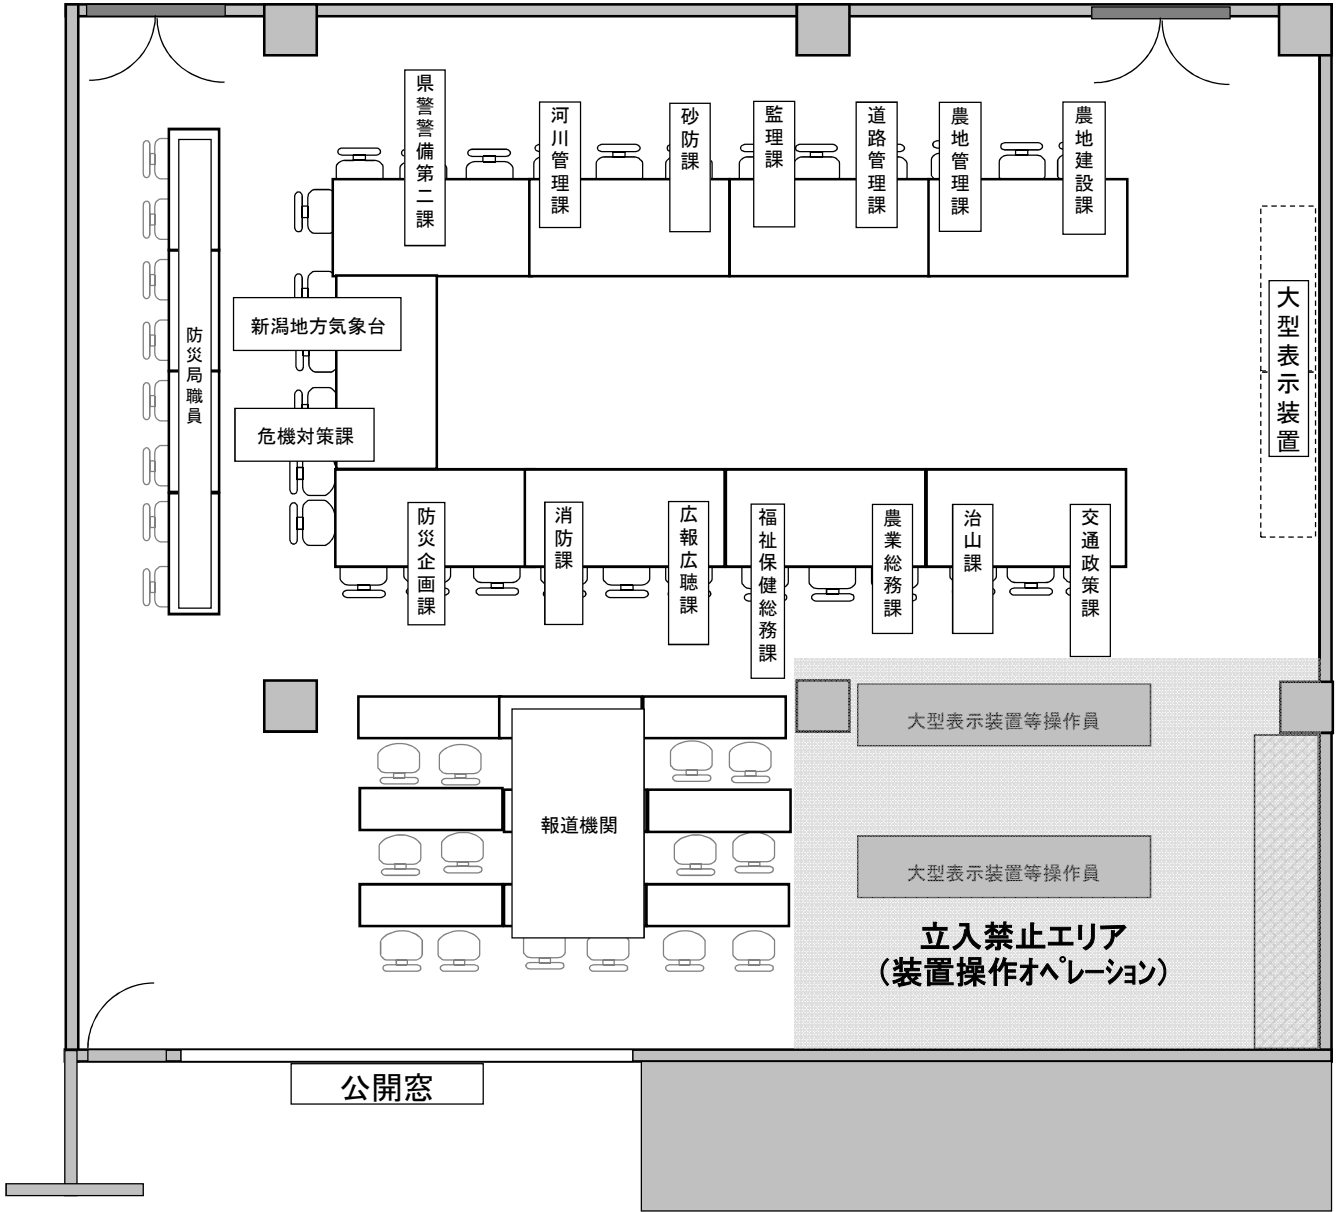 県警警備第二課
河川管理課
砂防課
監理課
道路管理課
農地管理課
農地建設課
大型表示装置
防災局職員
新潟地方気象台
危機対策課
防災企画課
消防課
広報広聴課
福祉保健総務課
農業総務課
治山課
交通政策課
大型表示装置等操作員
報道機関
大型表示装置等操作員
立入禁止エリア
（装置操作オペレーション）
公開窓